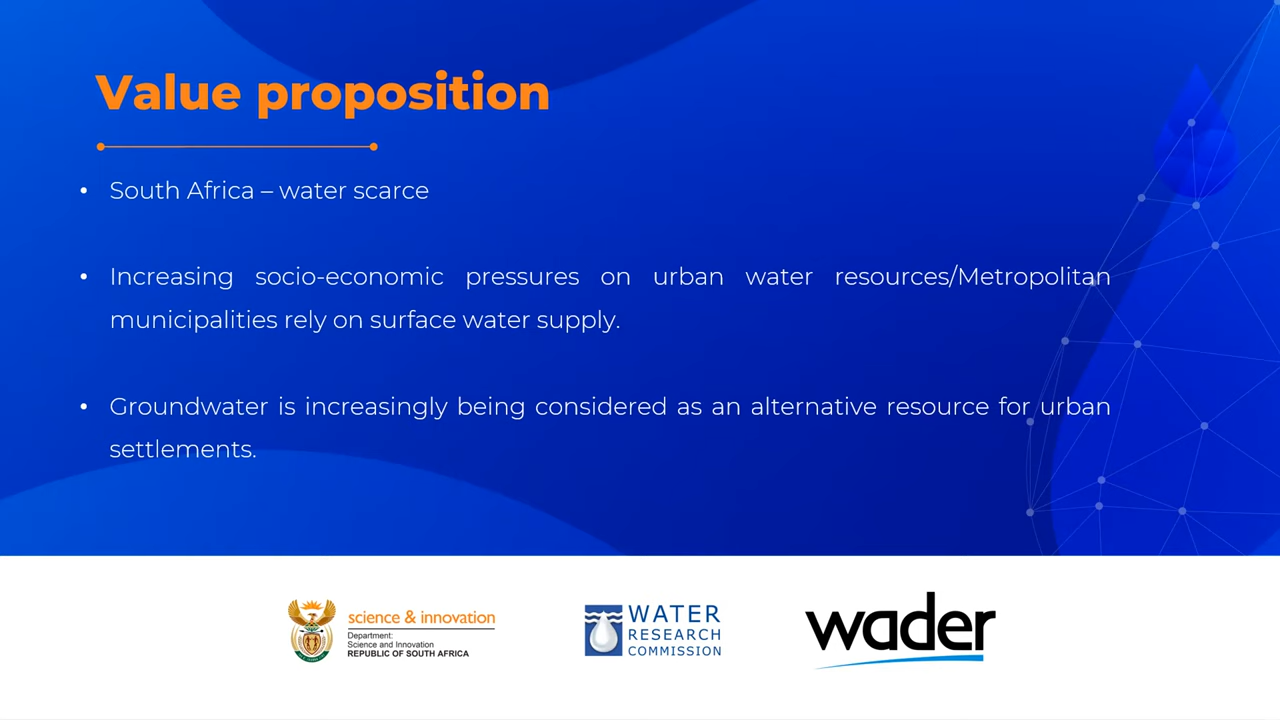 Value proposition
• South Africa – water scarce
• Increasing socio-economic pressures on urban water resources/Metropolitan
municipalities rely on surface water supply.
• Groundwater is increasingly being considered as an alternative resource for urban
settlements.
science & innovation
Department:
Science and Innovation
REPUBLIC OF SOUTH AFRICA
WATER
RESEARCH
COMMISSION
wader